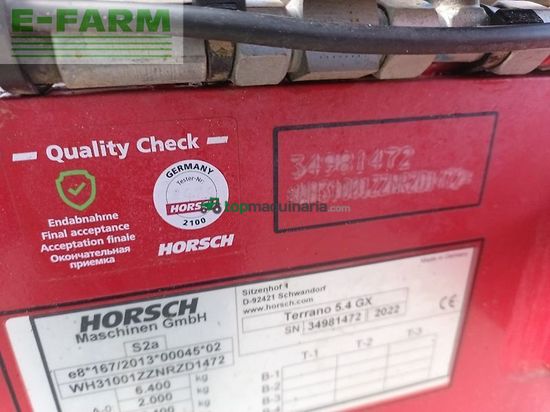 E-FARM
Quality Check
Endabnahme
Final acceptance
Acceptation finale
Окончательная
приемка
GERMANY
Tester-Nr.
HORSCH
2100
HORSCH
topmaquinaria.com
34981472
HORSCH
Maschinen GmbH
Sitzenhof 1
D-92421 Schwandorf
www.horsch.com
Made in Germany
Terrano 5.4 GX
SN 34981472 2022
S2a
e8*167/2013*00045*02
WH31001ZZNRZD1472
6.400 kg
A-0: 2.000 kg
T-1 T-2 T-3
B-1
B-2
B-3
B-4